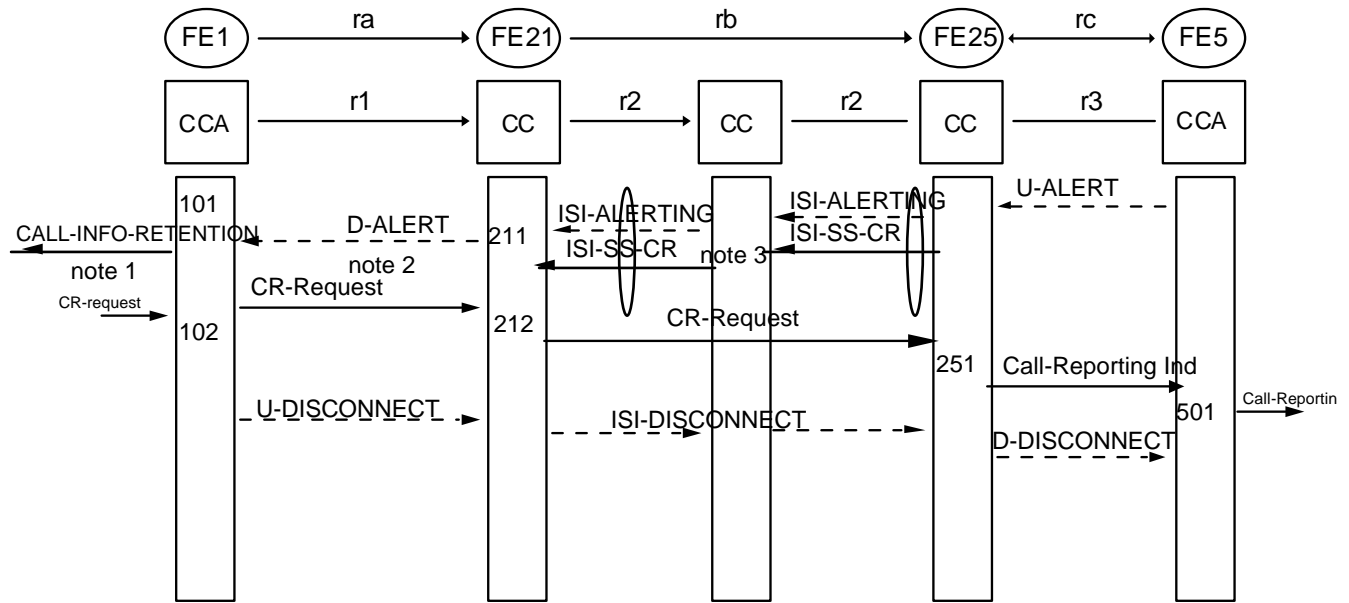 FE1 ra FE21 rb FE25 rc FE5
CCA r1 CC r2 CC r2 CC r3 CCA
101
U-ALERT
ISI-ALERTING
ISI-ALERTING
CALL-INFO-RETENTION
D-ALERT
211
ISI-SS-CR
ISI-SS-CR
note 1
note 2
note 3
CR-request
CR-Request
102
212
CR-Request
251
Call-Reporting Ind
U-DISCONNECT
ISI-DISCONNECT
501
Call-Reportin
D-DISCONNECT